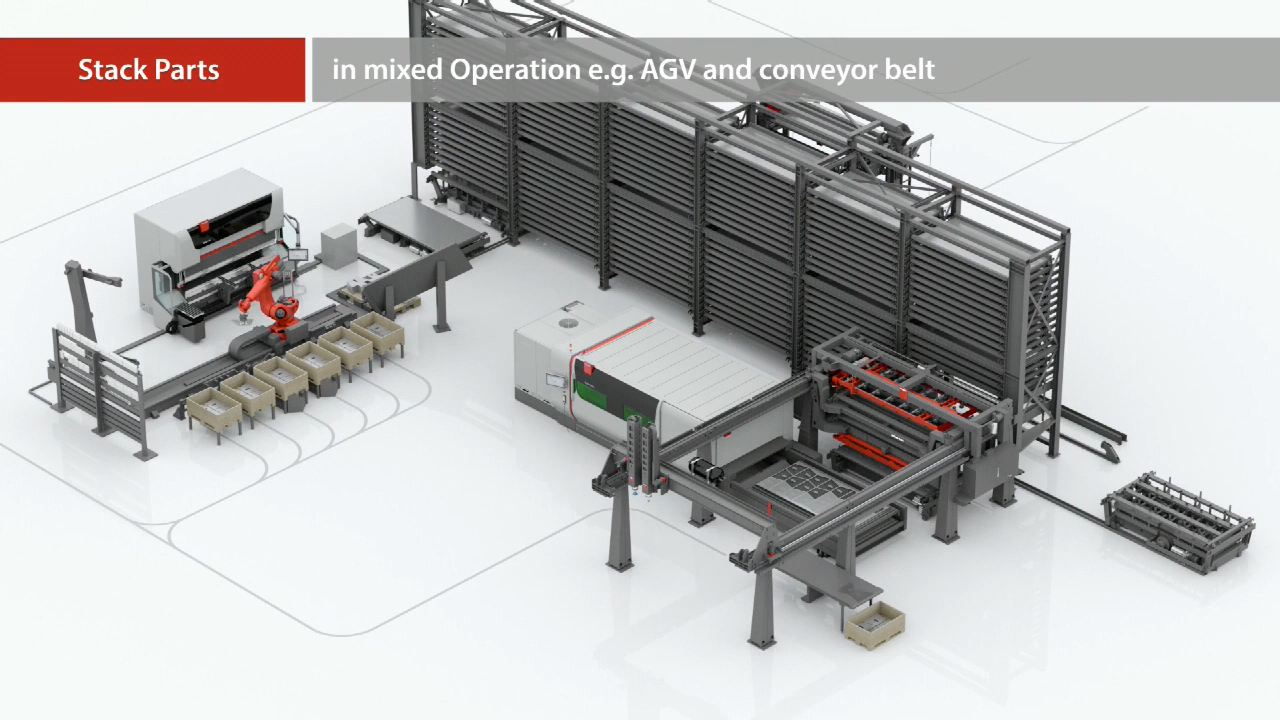 Stack Parts
in mixed Operation e.g. AGV and conveyor belt